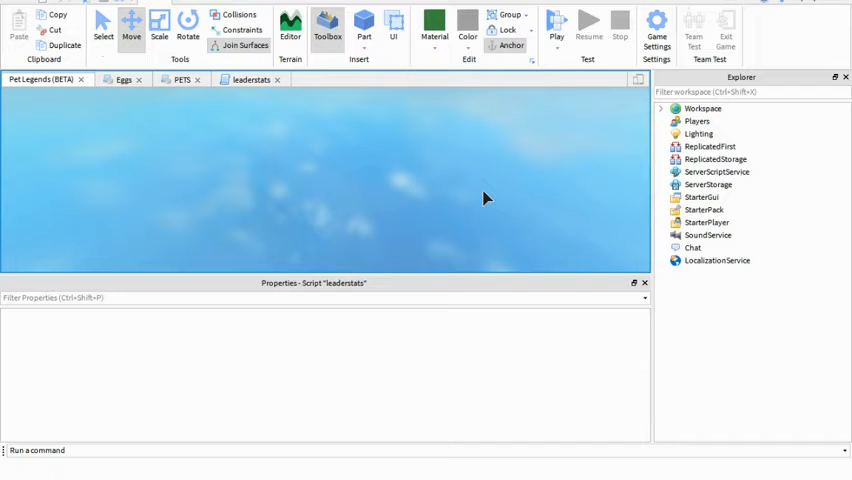 Copy
Cut
Duplicate
Paste
Clipboard
Select
Move
Scale
Rotate
Collisions
Constraints
Join Surfaces
Tools
Editor
Terrain
Toolbox
Part
UI
Insert
Material
Color
Group
Lock
Anchor
Edit
Play
Resume
Stop
Test
Game
Settings
Settings
Team
Test
Exit
Game
Team Test
Pet Legends (BETA)
Eggs
PETS
leaderstats
Explorer
Filter workspace (Ctrl+Shift+X)
Workspace
Players
Lighting
ReplicatedFirst
ReplicatedStorage
ServerScriptService
ServerStorage
StarterGui
StarterPack
StarterPlayer
SoundService
Chat
LocalizationService
Properties - Script "leaderstats"
Filter Properties (Ctrl+Shift+P)
Run a command